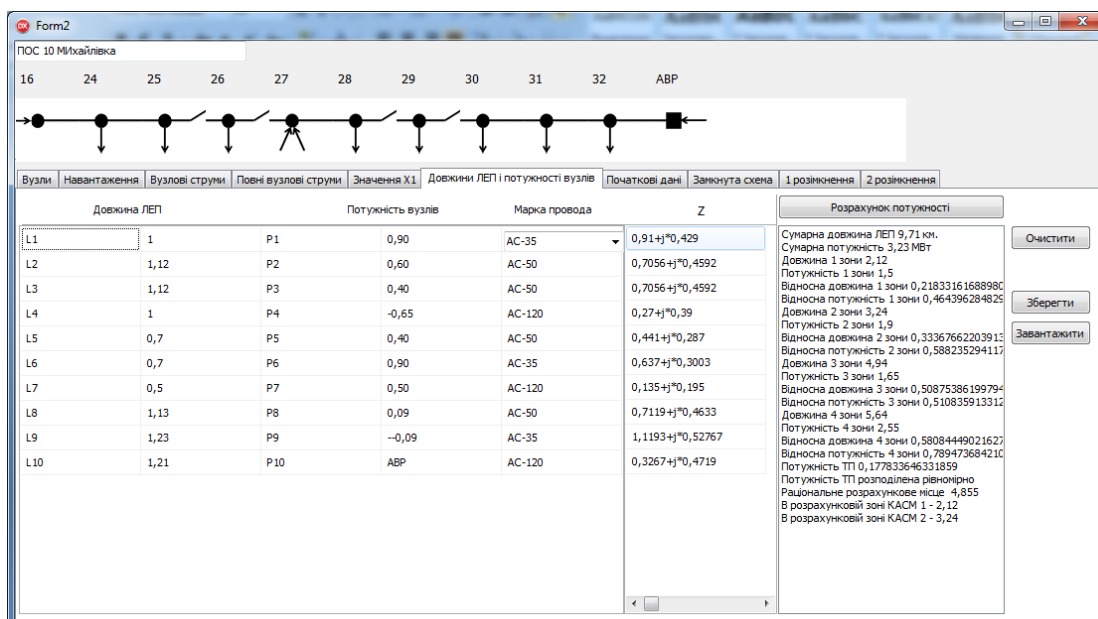 Form2
ПОС 10 МИхайлівка
16 24 25 26 27 28 29 30 31 32 АВР
Вузли Навантаження Вузлові струми Повні вузлові струми Значення X1 Довжини ЛЕП і потужності вузлів Початкові дані Замкнута схема 1 розімкнення 2 розімкнення
Довжина ЛЕП Потужність вузлів Марка провода Z
L1 1 P1 0,90 АС-35 0,91+j*0,429
L2 1,12 P2 0,60 АС-50 0,7056+j*0,4592
L3 1,12 P3 0,40 АС-50 0,7056+j*0,4592
L4 1 P4 -0,65 АС-120 0,27+j*0,39
L5 0,7 P5 0,40 АС-50 0,441+j*0,287
L6 0,7 P6 0,90 АС-35 0,637+j*0,3003
L7 0,5 P7 0,50 АС-120 0,135+j*0,195
L8 1,13 P8 0,09 АС-50 0,7119+j*0,4633
L9 1,23 P9 --0,09 АС-35 1,1193+j*0,52767
L10 1,21 P10 АВР АС-120 0,3267+j*0,4719
Розрахунок потужності
Сумарна довжина ЛЕП 9,71 км.
Сумарна потужність 3,23 МВт
Довжина 1 зони 2,12
Потужність 1 зони 1,5
Відносна довжина 1 зони 0,2183316168898
Відносна потужність 1 зони 0,464396284829
Довжина 2 зони 3,24
Потужність 2 зони 1,9
Відносна довжина 2 зони 0,33367662203913
Відносна потужність 2 зони 0,588235294117
Довжина 3 зони 4,94
Потужність 3 зони 1,65
Відносна довжина 3 зони 0,50875386199794
Відносна потужність 3 зони 0,510835913312
Довжина 4 зони 5,64
Потужність 4 зони 2,55
Відносна довжина 4 зони 0,58084449021627
Відносна потужність 4 зони 0,789473684210
Потужність ТП 0,177833646331859
Потужність ТП розподілена рівномірно
Раціональне розрахункове місце 4,855
В розрахунковій зоні КАСМ 1 - 2,12
В розрахунковій зоні КАСМ 2 - 3,24
Очистити
Зберегти
Завантажити